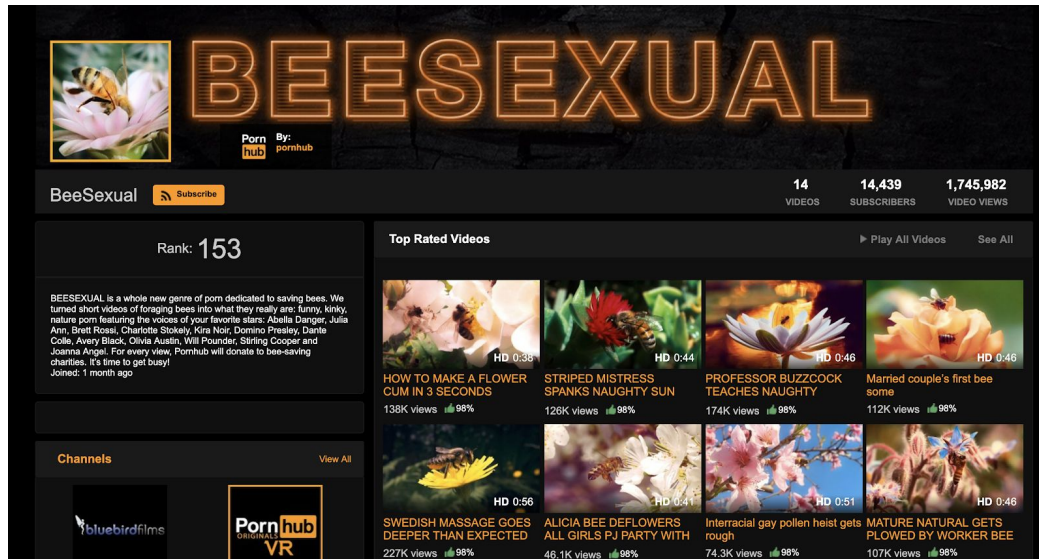 BEESEXUAL
Porn
hub
By:
pornhub
BeeSexual
Subscribe
14
VIDEOS
14,439
SUBSCRIBERS
1,745,982
VIDEO VIEWS
Rank: 153
BEESEXUAL is a whole new genre of porn dedicated to saving bees. We
turned short videos of foraging bees into what they really are: funny, kinky,
nature porn featuring the voices of your favorite stars: Abella Danger, Julia
Ann, Brett Rossi, Charlotte Stokely, Kira Noir, Domino Presley, Dante
Colle, Avery Black, Olivia Austin, Will Pounder, Stirling Cooper and
Joanna Angel. For every view, Pornhub will donate to bee-saving
charities. It's time to get busy!
Joined: 1 month ago
Channels
View All
bluebirdfilms
Pornhub
ORIGINALS
VR
Top Rated Videos
Play All Videos
See All
HD 0:38
HOW TO MAKE A FLOWER
CUM IN 3 SECONDS
138K views 98%
HD 0:44
STRIPED MISTRESS
SPANKS NAUGHTY SUN
126K views 98%
HD 0:46
PROFESSOR BUZZCOCK
TEACHES NAUGHTY
174K views 98%
HD 0:46
Married couple's first bee
some
112K views 98%
HD 0:56
SWEDISH MASSAGE GOES
DEEPER THAN EXPECTED
227K views 98%
HD 0:41
ALICIA BEE DEFLOWERS
ALL GIRLS PJ PARTY WITH
46.1K views 98%
HD 0:51
Interracial gay pollen heist gets
rough
74.3K views 98%
HD 0:46
MATURE NATURAL GETS
PLOWED BY WORKER BEE
107K views 98%